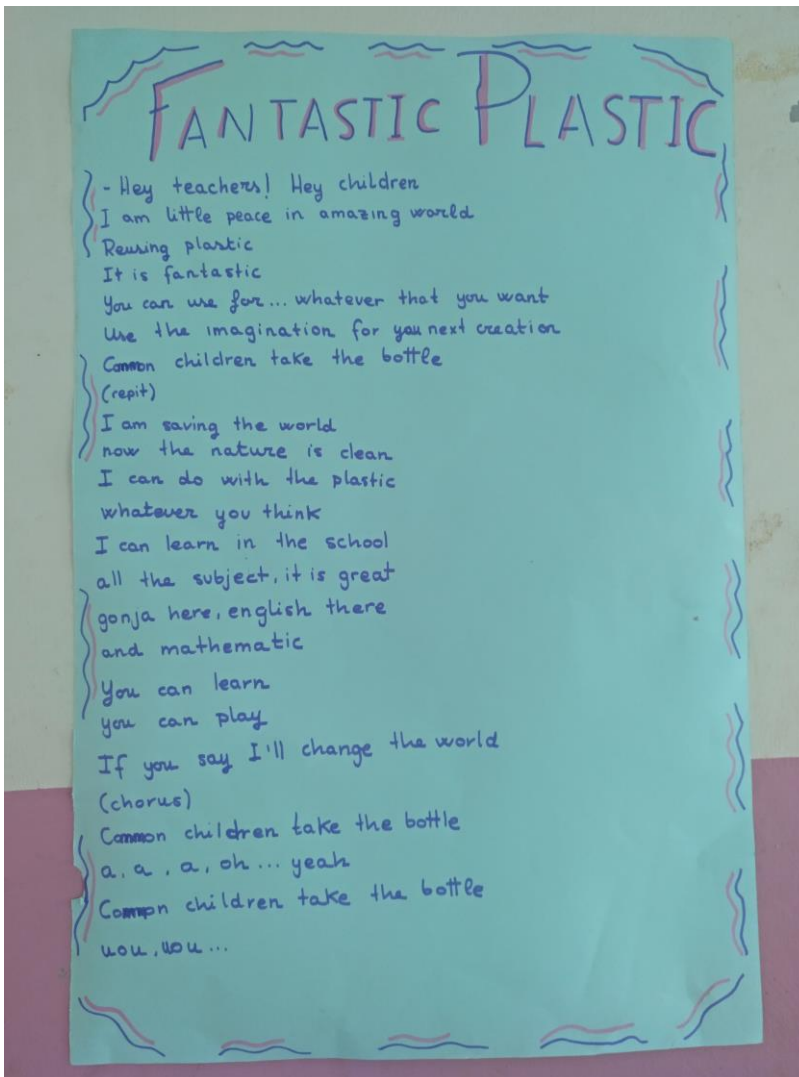 FANTASTIC PLASTIC
- Hey teachers! Hey children
I am little peace in amazing world
Reusing plastic
It is fantastic
You can use for... whatever that you want
Use the imagination for you next creation
Common children take the bottle
(repit)
I am saving the world
now the nature is clean
I can do with the plastic
whatever you think
I can learn in the school
all the subject, it is great
gonja here, english there
and mathematic
You can learn
you can play
If you say I'll change the world
(chorus)
Common children take the bottle
a, a, a, oh... yeah
Common children take the bottle
uou, uou...